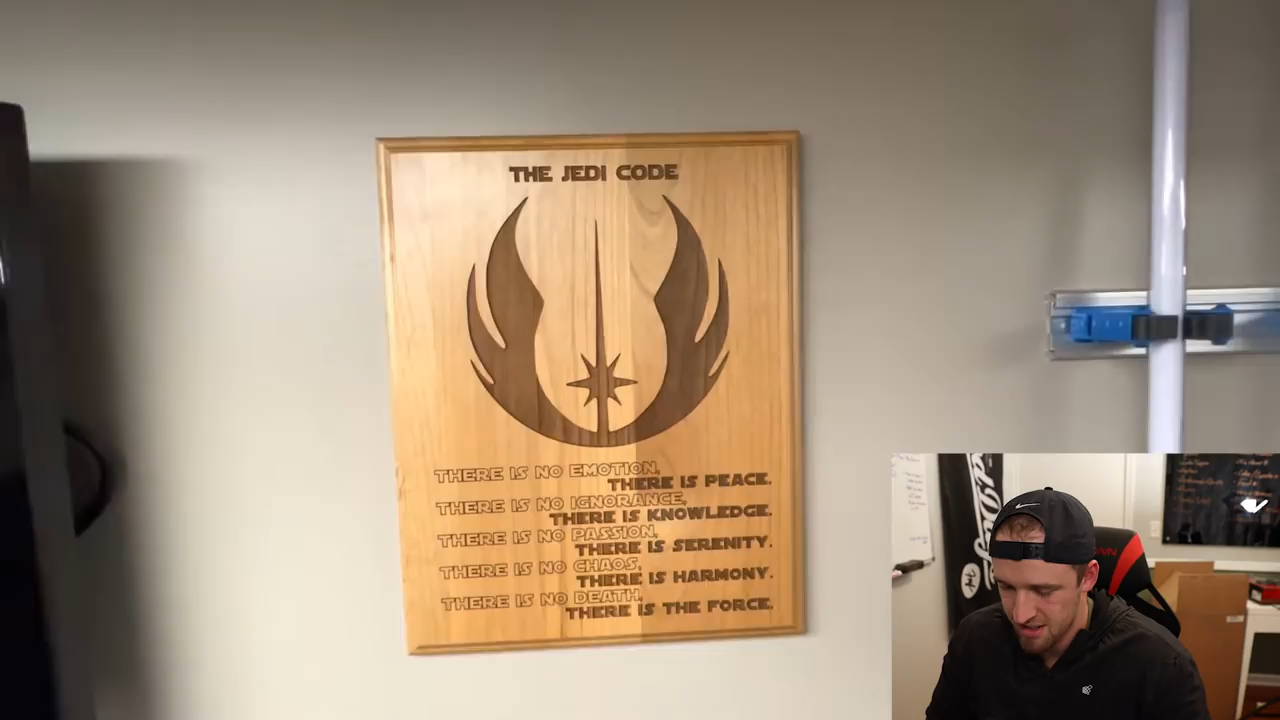 THE JEDI CODE
THERE IS NO EMOTION,
THERE IS PEACE.
THERE IS NO IGNORANCE,
THERE IS KNOWLEDGE.
THERE IS NO PASSION,
THERE IS SERENITY.
THERE IS NO CHAOS,
THERE IS HARMONY.
THERE IS NO DEATH,
THERE IS THE FORCE.